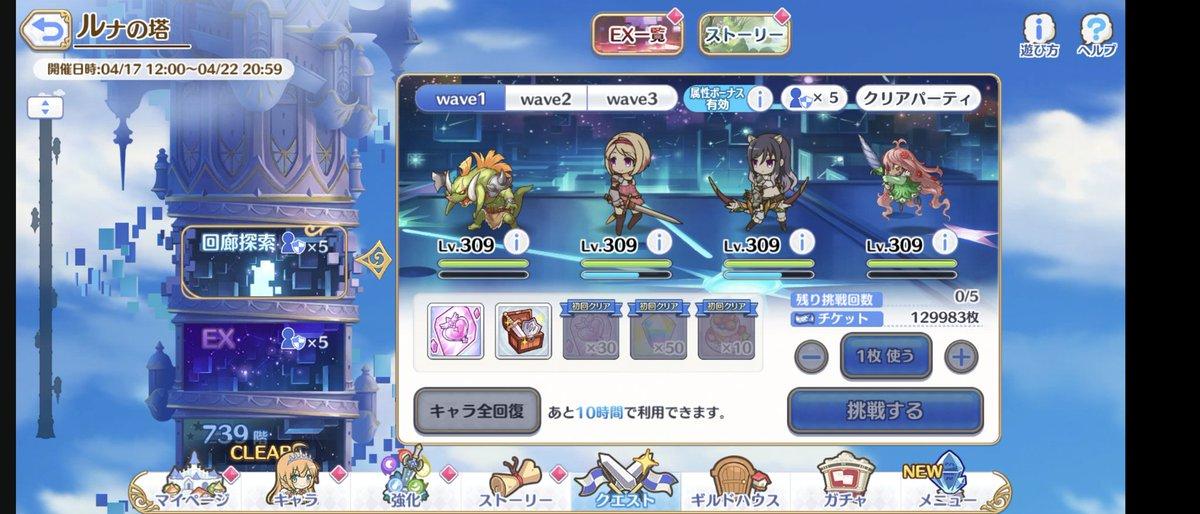 ルナの塔
開催日時:04/17 12:00〜04/22 20:59
EX一覧
ストーリー
遊び方
ヘルプ
wave1
wave2
wave3
属性ボーナス
有効
× 5
クリアパーティ
Lv.309
Lv.309
Lv.309
Lv.309
回廊探索
×5
EX
×5
739階
CLEAR
初回クリア
×30
初回クリア
×50
初回クリア
×10
残り挑戦回数
0/5
チケット
129983枚
1枚 使う
キャラ全回復
あと10時間で利用できます。
挑戦する
マイページ
キャラ
強化
ストーリー
クエスト
ギルドハウス
ガチャ
NEW
メニュー